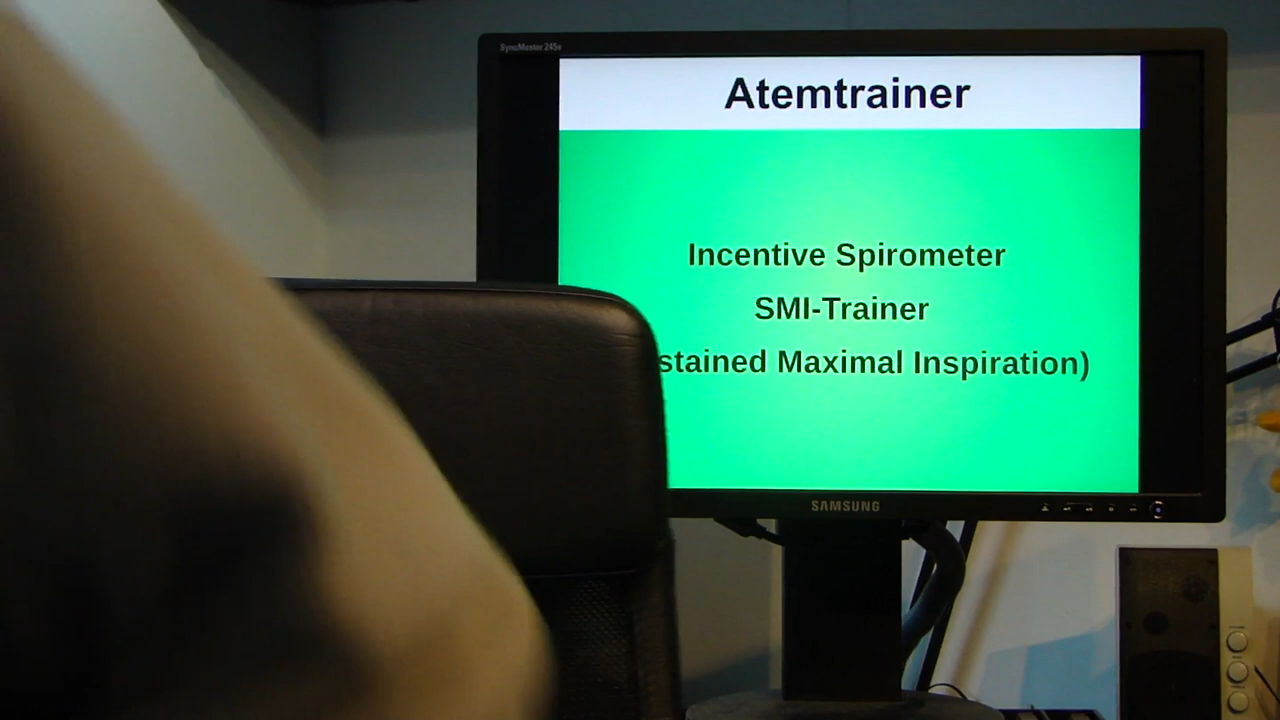 SyncMaster 245B
Atemtrainer
Incentive Spirometer
SMI-Trainer
stained Maximal Inspiration)
SAMSUNG